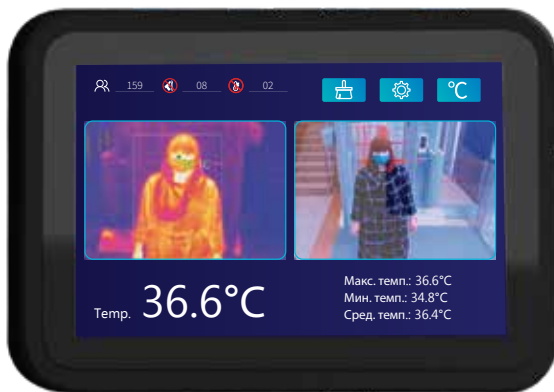 159 08 02 °C
Temp. 36.6°C
Макс. темп.: 36.6°C
Мин. темп.: 34.8°C
Сред. темп.: 36.4°C